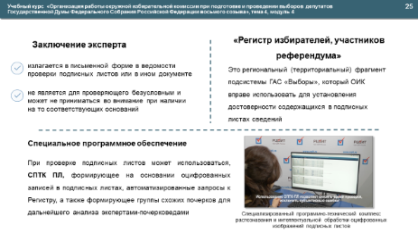 Учебный курс «Организация работы окружной избирательной комиссии при подготовке и проведении выборов депутатов
Государственной Думы Федерального Собрания Российской Федерации восьмого созыва», тема 4, модуль 4
25
Заключение эксперта
излагается в письменной форме в ведомости
проверки подписных листов или в ином документе
не является для проверяющего безусловным и
может не приниматься во внимание при наличии
на то соответствующих оснований
«Регистр избирателей, участников
референдума»
Это региональный (территориальный) фрагмент
подсистемы ГАС «Выборы», который ОИК
вправе использовать для установления
достоверности содержащихся в подписных
листах сведений
Специальное программное обеспечение
При проверке подписных листов может использоваться,
СПТК ПЛ, формирующее на основании оцифрованных
записей в подписных листах, автоматизированные запросы к
Регистру, а также формирующее группы схожих почерков для
дальнейшего анализа экспертами-почерковедами
Специализированный программно-технический комплекс
распознавания и интеллектуальной обработки оцифрованных
изображений подписных листов